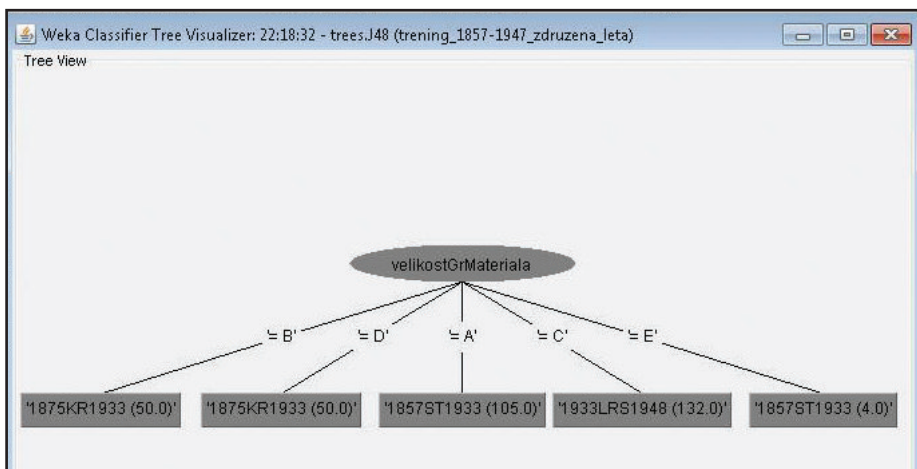 Weka Classifier Tree Visualizer: 22:18:32 - trees.J48 (trening_1857-1947_zdruzena_leta)
Tree View
velikostGrMateriala
'= B' '= D' '= A' '= C' '= E'
'1875KR1933 (50.0)' '1875KR1933 (50.0)' '1857ST1933 (105.0)' '1933LRS1948 (132.0)' '1857ST1933 (4.0)'